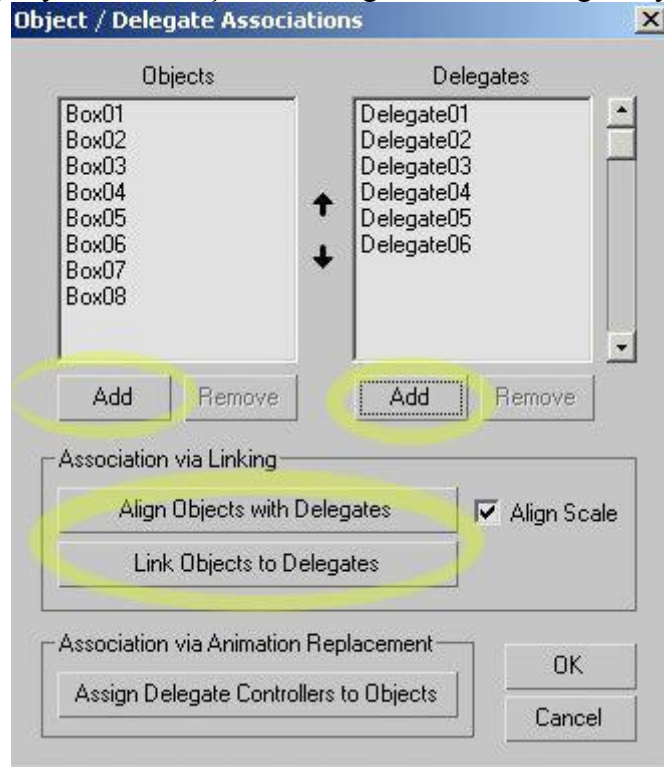 Object / Delegate Associations
Objects
Delegates
Box01
Box02
Box03
Box04
Box05
Box06
Box07
Box08
Delegate01
Delegate02
Delegate03
Delegate04
Delegate05
Delegate06
Add
Remove
Add
Remove
Association via Linking
Align Objects with Delegates
Align Scale
Link Objects to Delegates
Association via Animation Replacement
Assign Delegate Controllers to Objects
OK
Cancel